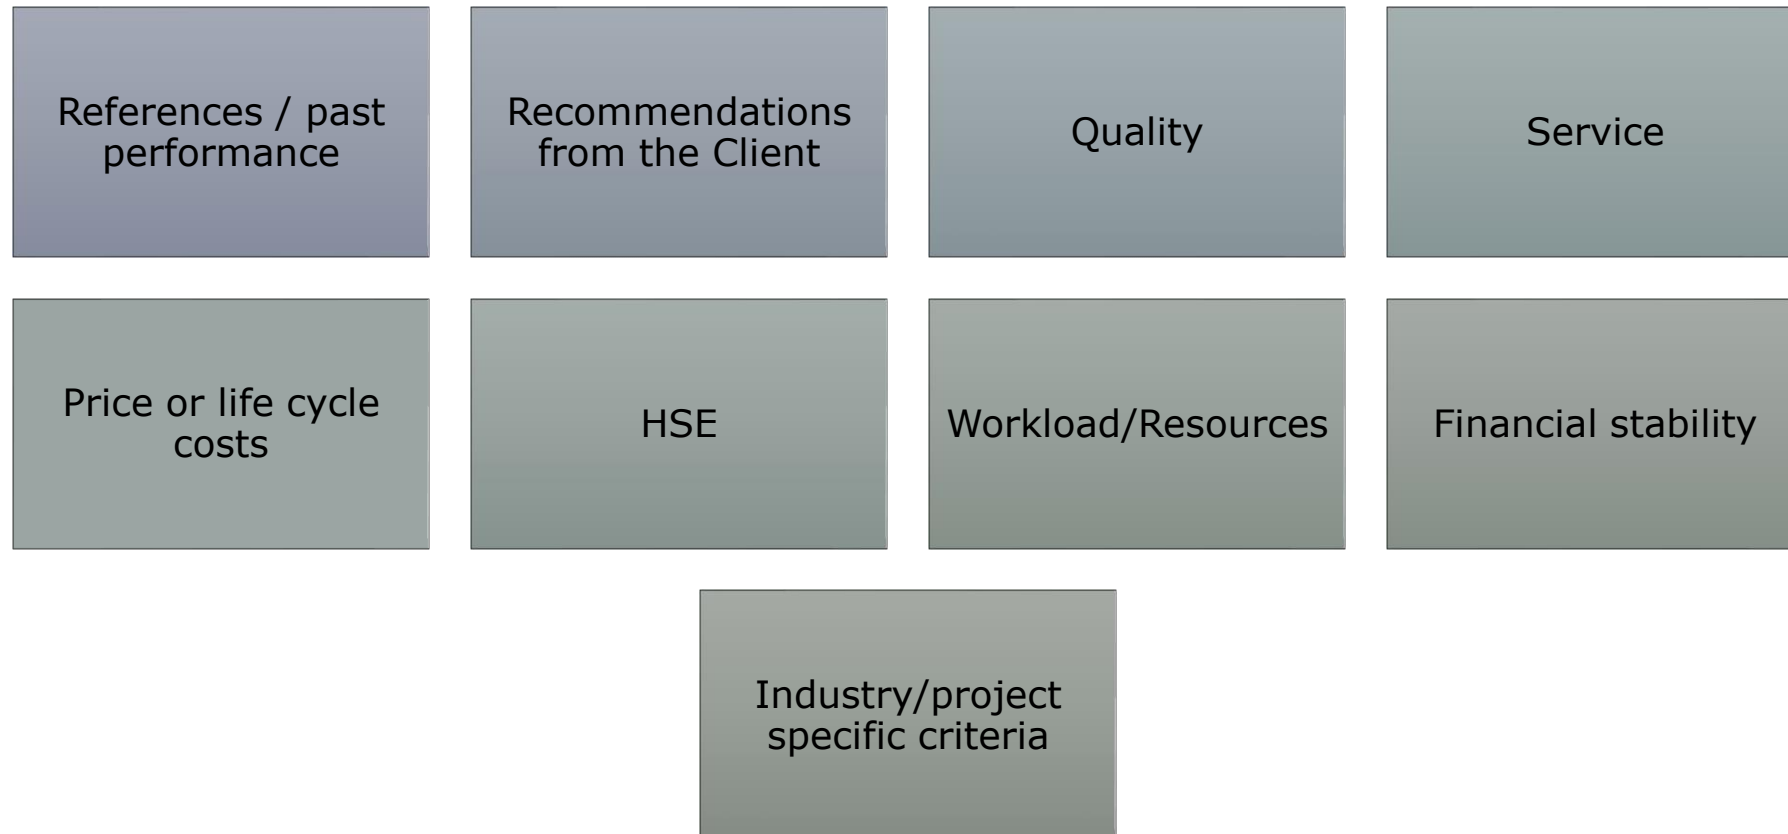 References / past
performance
Recommendations
from the Client
Quality
Service
Price or life cycle
costs
HSE
Workload/Resources
Financial stability
Industry/project
specific criteria